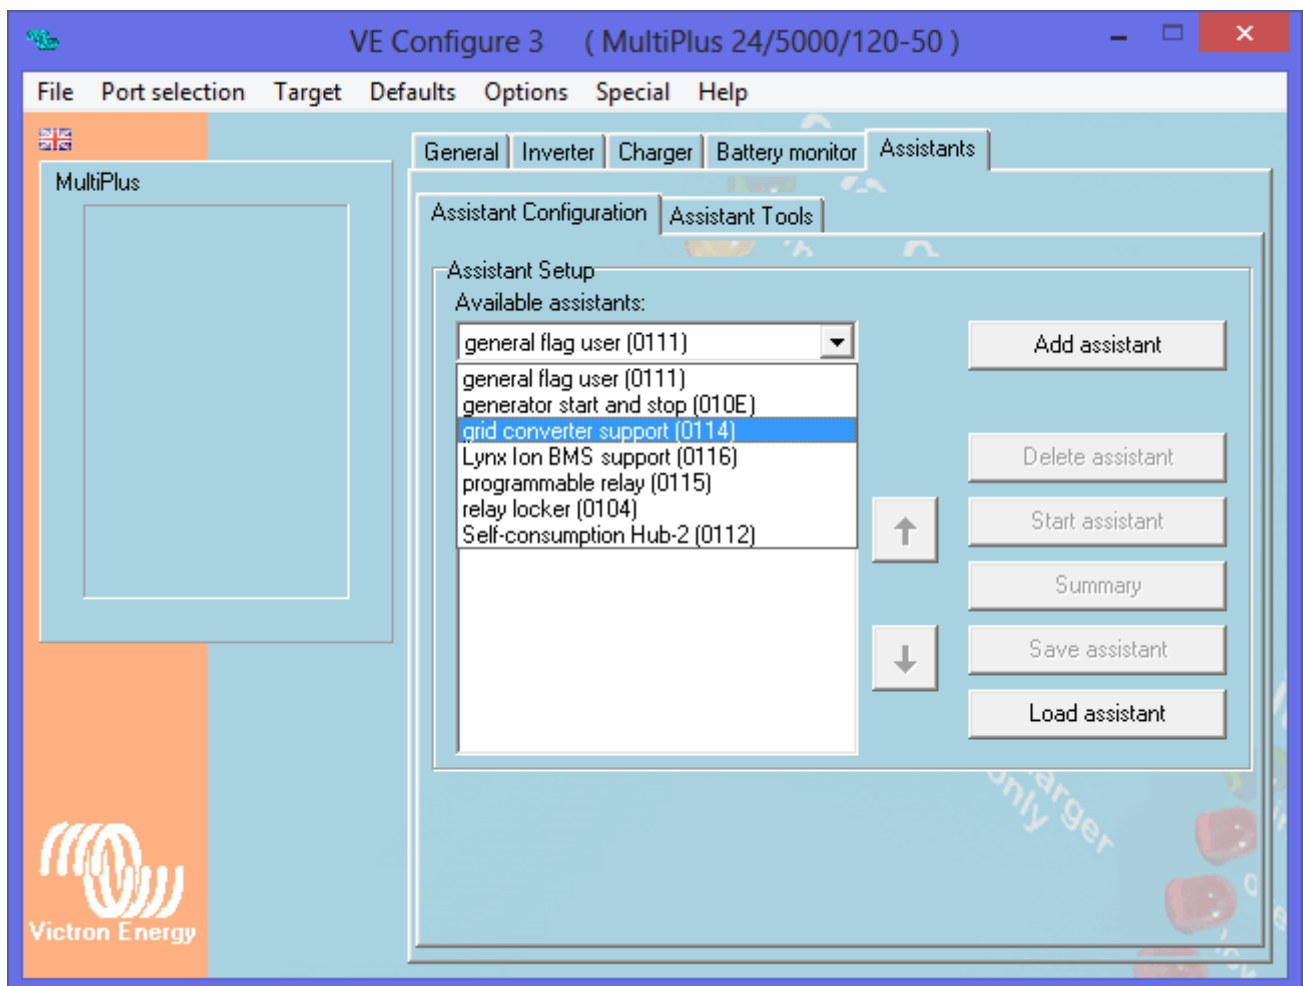 VE Configure 3 ( MultiPlus 24/5000/120-50 )
File Port selection Target Defaults Options Special Help
General Inverter Charger Battery monitor Assistants
MultiPlus
Assistant Configuration Assistant Tools
Assistant Setup
Available assistants:
general flag user (0111)
Add assistant
general flag user (0111)
generator start and stop (010E)
grid converter support (0114)
Lynx Ion BMS support (0116)
programmable relay (0115)
relay locker (0104)
Self-consumption Hub-2 (0112)
Delete assistant
Start assistant
Summary
Save assistant
Load assistant
charger
only
Victron Energy